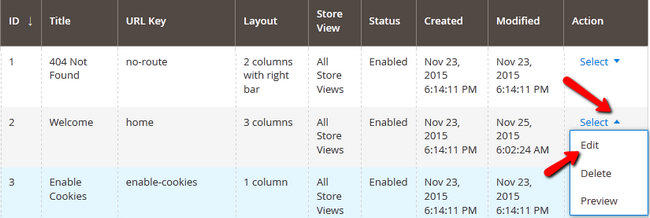 ID ↓ Title URL Key Layout Store View Status Created Modified Action
1 404 Not Found no-route 2 columns with right bar All Store Views Enabled Nov 23, 2015 6:14:11 PM Nov 23, 2015 6:14:11 PM Select
2 Welcome home 3 columns All Store Views Enabled Nov 23, 2015 6:14:11 PM Nov 25, 2015 6:02:24 AM Select
Edit
Delete
Preview
3 Enable Cookies enable-cookies 1 column All Store Views Enabled Nov 23, 2015 6:14:11 PM Nov 23, 2015 6:14:11 PM